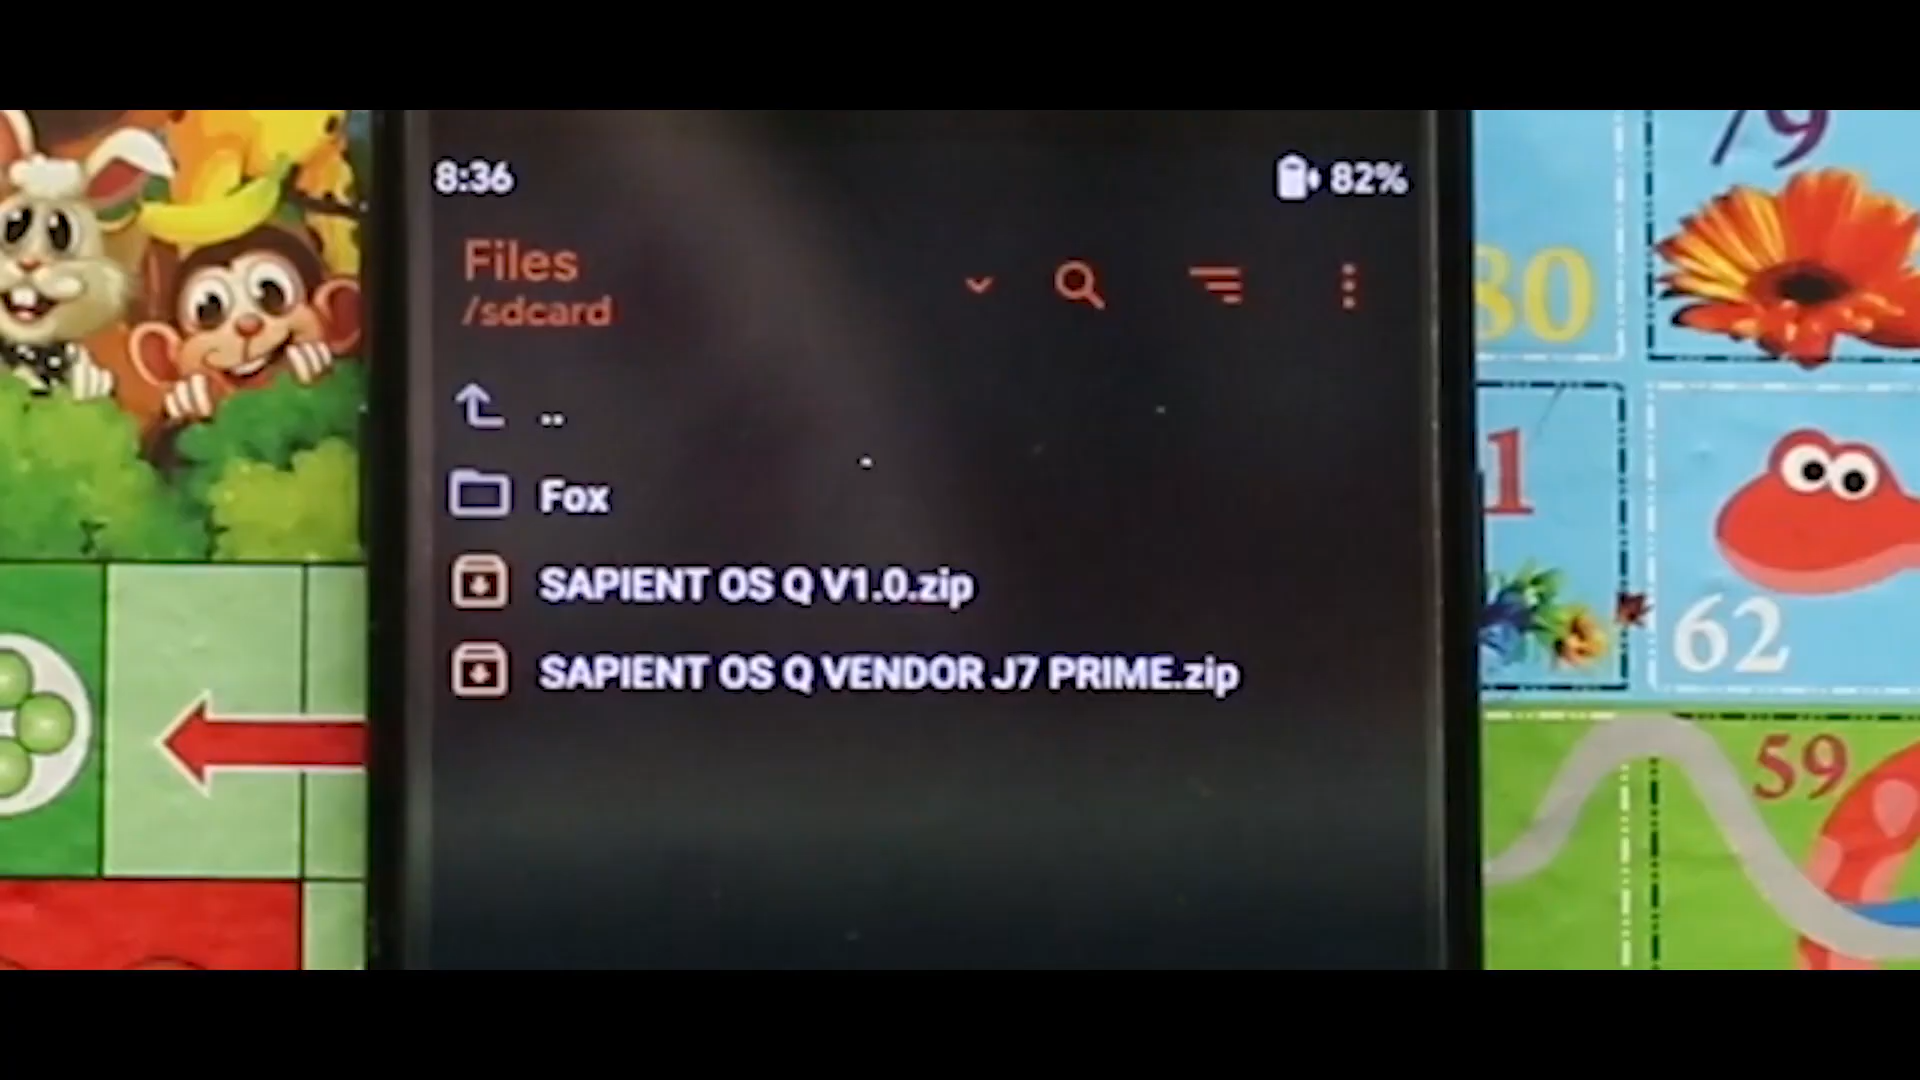 8:36
82%
Files
/sdcard
..
Fox
SAPIENT OS Q V1.0.zip
SAPIENT OS Q VENDOR J7 PRIME.zip
79
80
1
62
59